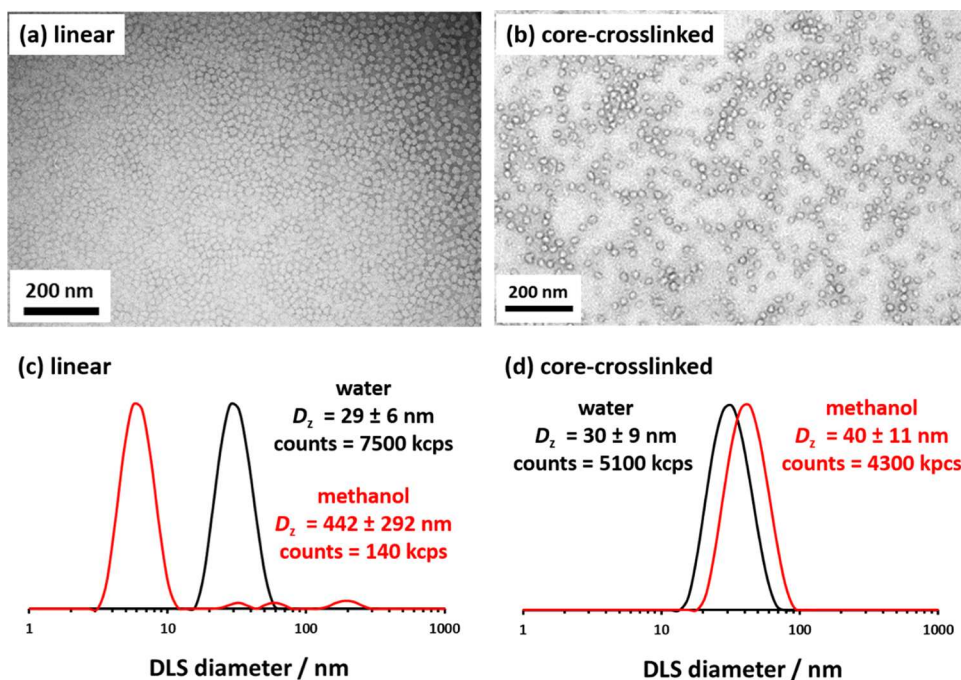 (a) linear
200 nm
(b) core-crosslinked
200 nm
(c) linear
water
Dz = 29 ± 6 nm
counts = 7500 kcps
methanol
Dz = 442 ± 292 nm
counts = 140 kcps
1 10 100 1000
DLS diameter / nm
(d) core-crosslinked
water
Dz = 30 ± 9 nm
counts = 5100 kcps
methanol
Dz = 40 ± 11 nm
counts = 4300 kpcs
1 10 100 1000
DLS diameter / nm